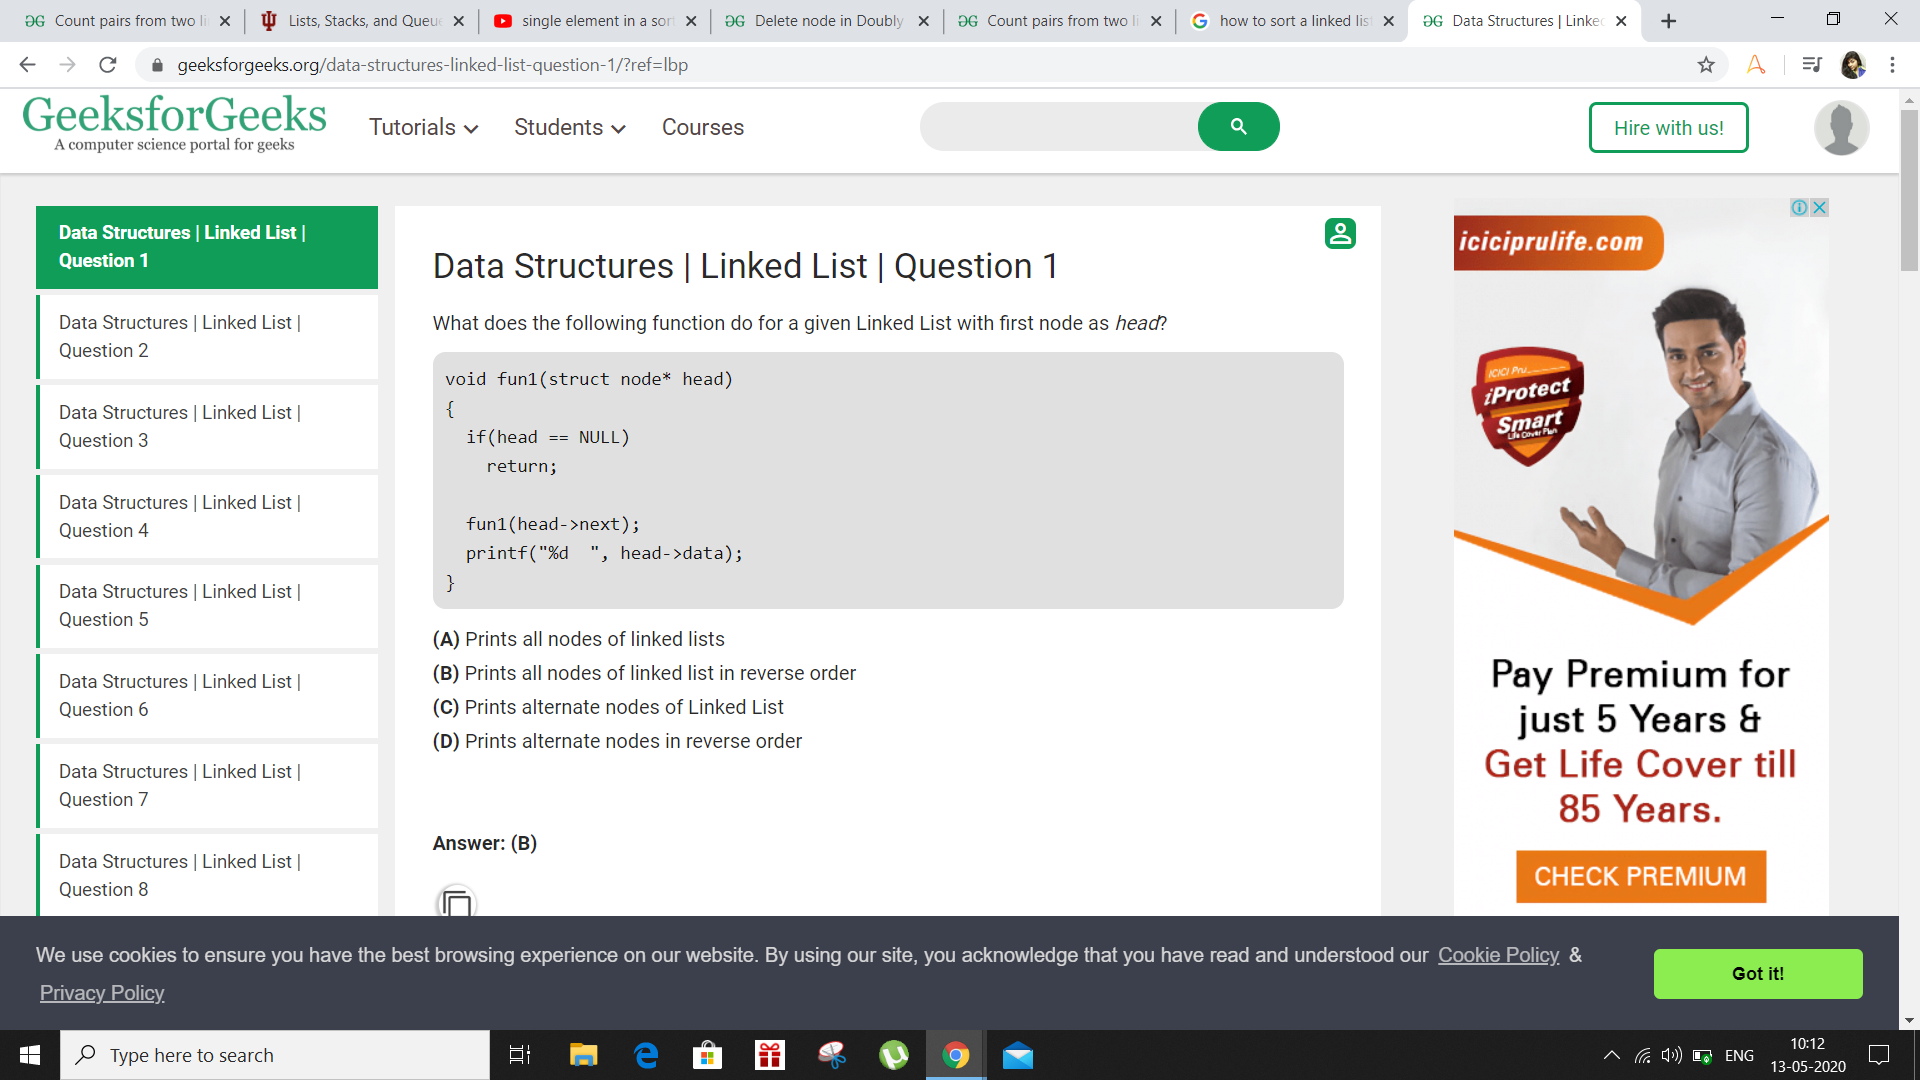 Count pairs from two li
Lists, Stacks, and Queue
single element in a sort
Delete node in Doubly
Count pairs from two li
how to sort a linked list
Data Structures | Linked
geeksforgeeks.org/data-structures-linked-list-question-1/?ref=lbp
GeeksforGeeks
A computer science portal for geeks
Tutorials
Students
Courses
Hire with us!
Data Structures | Linked List |
Question 1
Data Structures | Linked List |
Question 2
Data Structures | Linked List |
Question 3
Data Structures | Linked List |
Question 4
Data Structures | Linked List |
Question 5
Data Structures | Linked List |
Question 6
Data Structures | Linked List |
Question 7
Data Structures | Linked List |
Question 8
Data Structures | Linked List | Question 1
What does the following function do for a given Linked List with first node as head?
void fun1(struct node* head)
{
if(head == NULL)
return;
fun1(head->next);
printf("%d  ", head->data);
}
(A) Prints all nodes of linked lists
(B) Prints all nodes of linked list in reverse order
(C) Prints alternate nodes of Linked List
(D) Prints alternate nodes in reverse order
Answer: (B)
iciciprulife.com
ICICI Pru
iProtect
Smart
Life Cover Plan
Pay Premium for
just 5 Years &
Get Life Cover till
85 Years.
CHECK PREMIUM
We use cookies to ensure you have the best browsing experience on our website. By using our site, you acknowledge that you have read and understood our Cookie Policy &
Privacy Policy
Got it!
Type here to search
ENG
10:12
13-05-2020